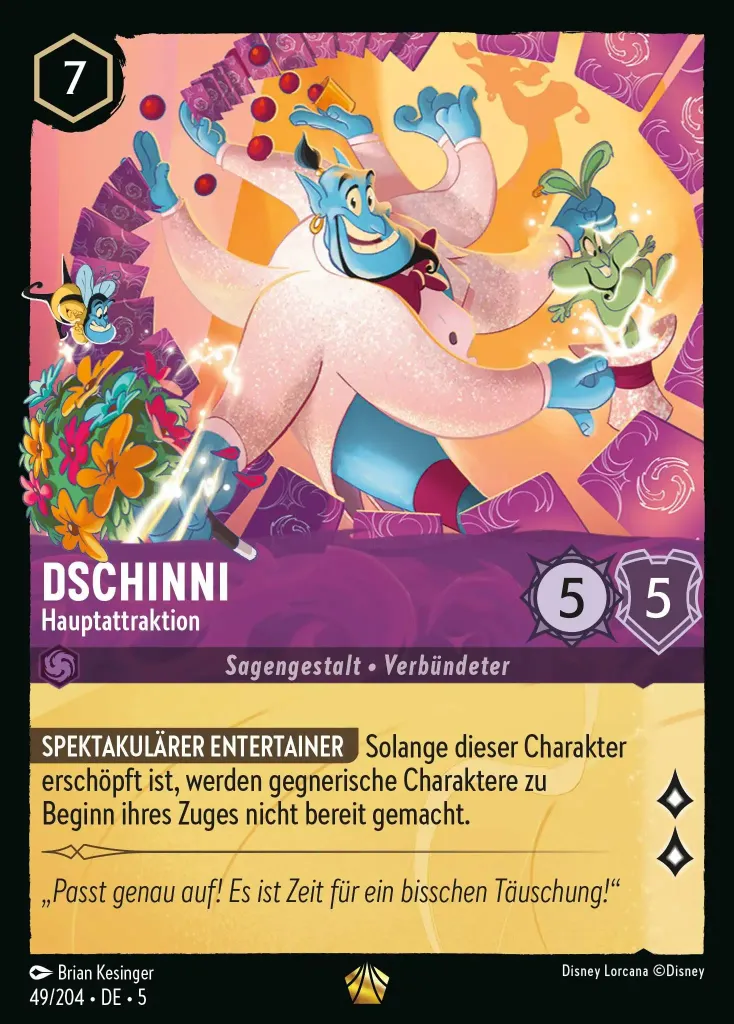 7
DSCHINNI
Hauptattraktion
5
5
Sagengestalt • Verbündeter
SPEKTAKULÄRER ENTERTAINER Solange dieser Charakter
erschöpft ist, werden gegnerische Charaktere zu
Beginn ihres Zuges nicht bereit gemacht.
„Passt genau auf! Es ist Zeit für ein bisschen Täuschung!“
Brian Kesinger
Disney Lorcana ©Disney
49/204 • DE • 5